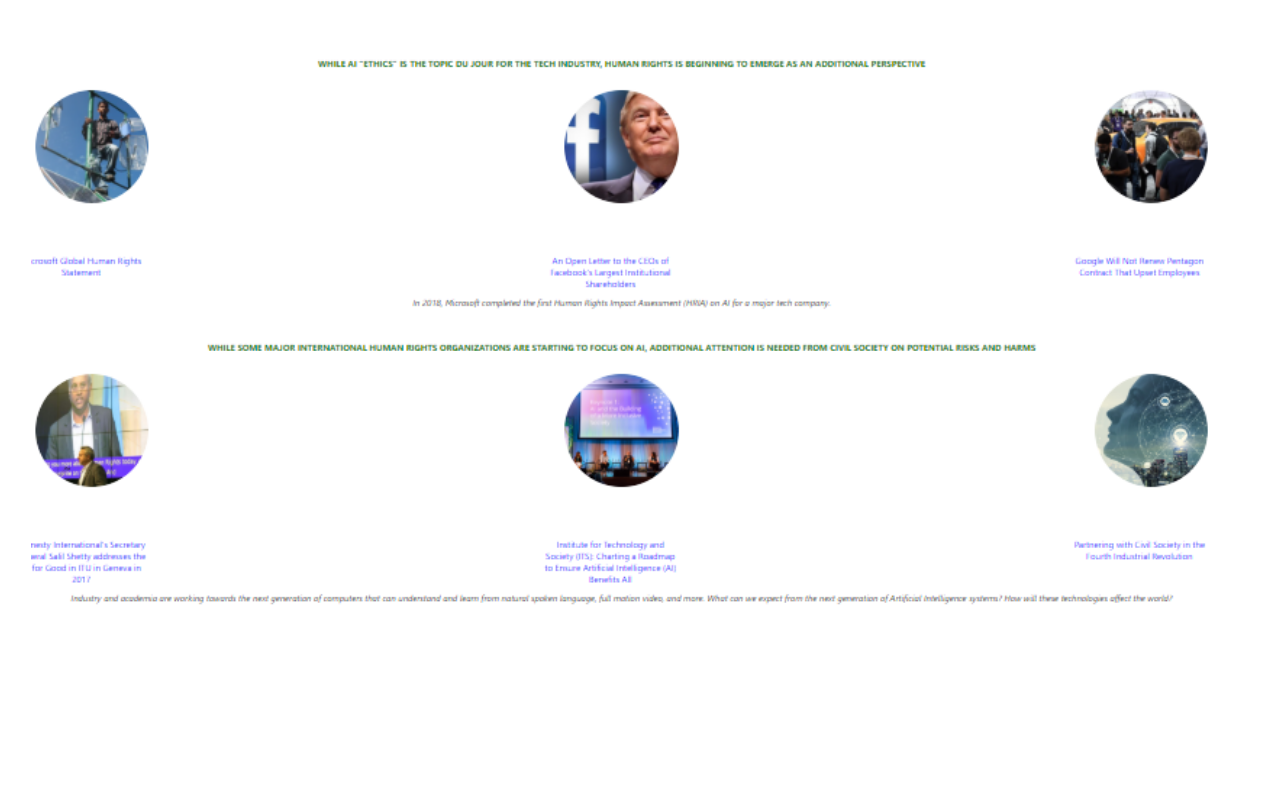 WHILE AI "ETHICS" IS THE TOPIC DU JOUR FOR THE TECH INDUSTRY, HUMAN RIGHTS IS BEGINNING TO EMERGE AS AN ADDITIONAL PERSPECTIVE
f
crosoft Global Human Rights
Statement
An Open Letter to the CEOs of
Facebook's Largest Institutional
Shareholders
Google Will Not Renew Pentagon
Contract That Upset Employees
In 2018, Microsoft completed the first Human Rights Impact Assessment (HRIA) on AI for a major tech company.
WHILE SOME MAJOR INTERNATIONAL HUMAN RIGHTS ORGANIZATIONS ARE STARTING TO FOCUS ON AI, ADDITIONAL ATTENTION IS NEEDED FROM CIVIL SOCIETY ON POTENTIAL RISKS AND HARMS
nesty International's Secretary
eral Salil Shetty addresses the
for Good in ITU in Geneva in
2017
Institute for Technology and
Society (ITS): Charting a Roadmap
to Ensure Artificial Intelligence (AI)
Benefits All
Partnering with Civil Society in the
Fourth Industrial Revolution
Industry and academia are working towards the next generation of computers that can understand and learn from natural spoken language, full motion video, and more. What can we expect from the next generation of Artificial Intelligence systems? How will these technologies affect the world?